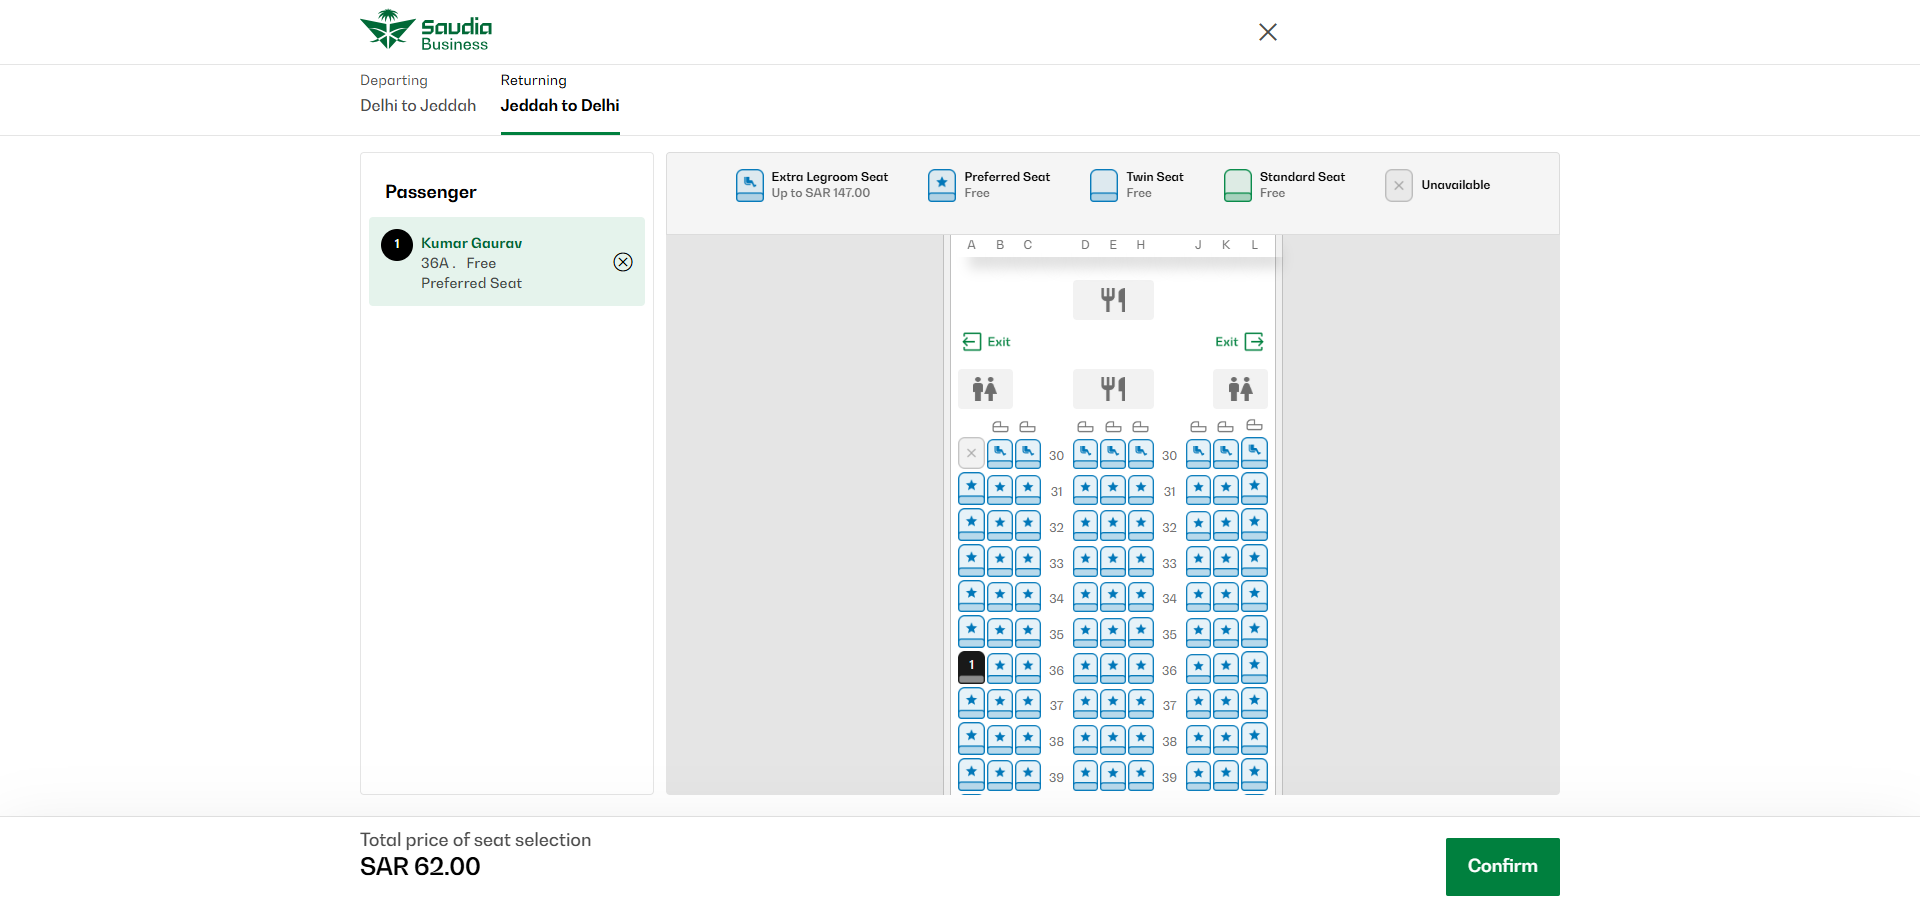 Saudia
Business
Departing
Delhi to Jeddah
Returning
Jeddah to Delhi
Passenger
1
Kumar Gaurav
36A . Free
Preferred Seat
Extra Legroom Seat
Up to SAR 147.00
Preferred Seat
Free
Twin Seat
Free
Standard Seat
Free
Unavailable
A B C D E H J K L
Exit
Exit
30 30
31 31
32 32
33 33
34 34
35 35
1 36 36
37 37
38 38
39 39
Total price of seat selection
SAR 62.00
Confirm